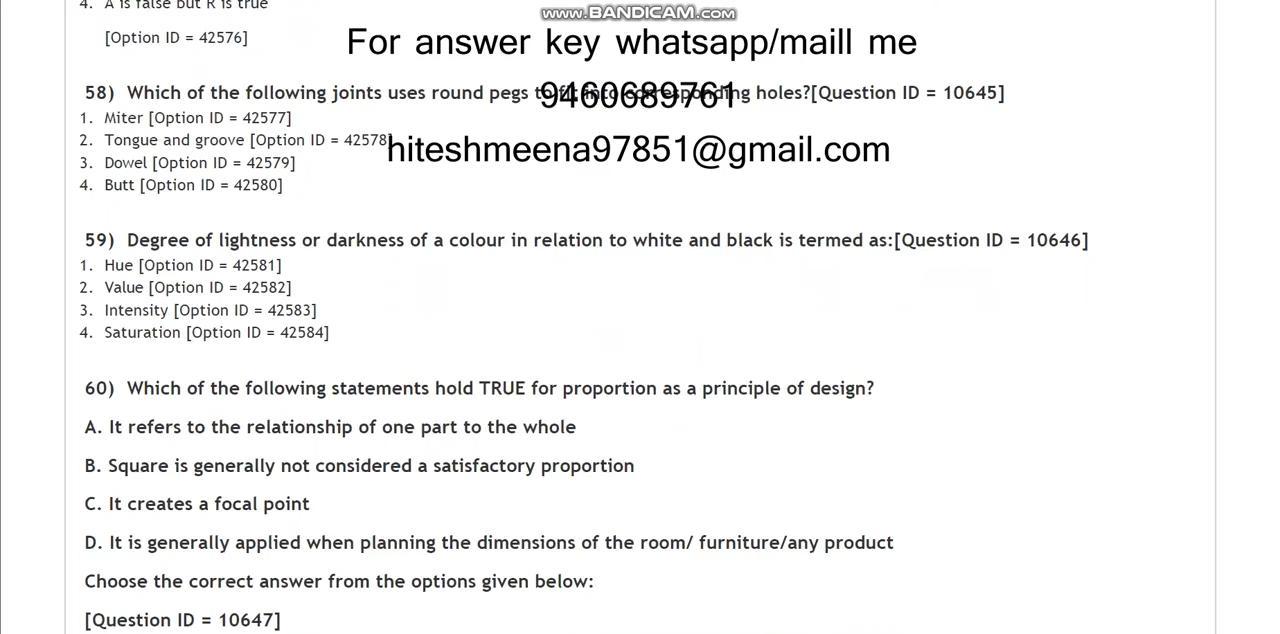 4. A is false but R is true
www.BANDICAM.com
[Option ID = 42576]
For answer key whatsapp/maill me
58) Which of the following joints uses round pegs to fit into corresponding holes?[Question ID = 10645]
9460689761
1. Miter [Option ID = 42577]
2. Tongue and groove [Option ID = 42578]
hiteshmeena97851@gmail.com
3. Dowel [Option ID = 42579]
4. Butt [Option ID = 42580]
59) Degree of lightness or darkness of a colour in relation to white and black is termed as:[Question ID = 10646]
1. Hue [Option ID = 42581]
2. Value [Option ID = 42582]
3. Intensity [Option ID = 42583]
4. Saturation [Option ID = 42584]
60) Which of the following statements hold TRUE for proportion as a principle of design?
A. It refers to the relationship of one part to the whole
B. Square is generally not considered a satisfactory proportion
C. It creates a focal point
D. It is generally applied when planning the dimensions of the room/ furniture/any product
Choose the correct answer from the options given below:
[Question ID = 10647]